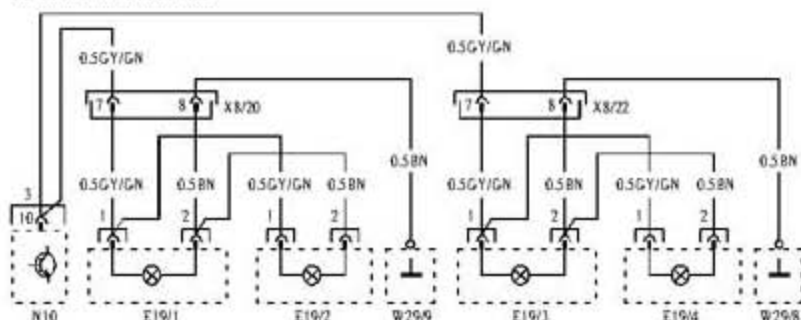 0.5GY/GN 0.5GY/GN
7 8 X8/20 7 8 X8/22
0.5BN 0.5BN
0.5GY/GN 0.5BN 0.5GY/GN 0.5BN 0.5GY/GN 0.5BN 0.5GY/GN 0.5BN
3
10 1 2 1 2 1 2 1 2
N10 E19/1 E19/2 W29/9 E19/3 E19/4 W29/8